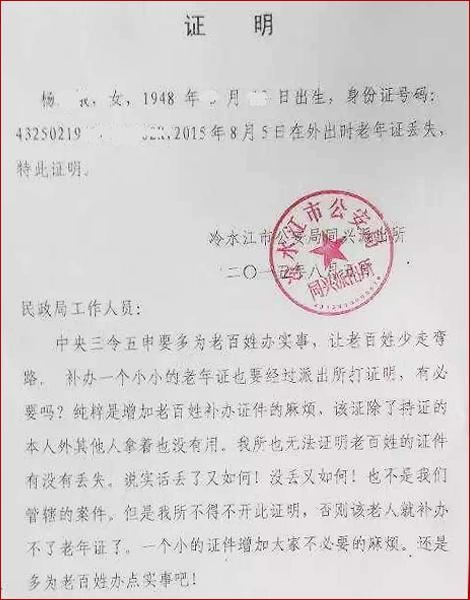 证 明
杨 ，女，1948 年 月 日出生，身份证号码：
43250219 ,2015年8月5日在外出时老年证丢失，
特此证明。
冷水江市公安局同兴派出所
二〇一五年八月五日
冷水江市公安局
同兴派出所
民政局工作人员：
中央三令五申要多为老百姓办实事，让老百姓少走弯
路。 补办一个小小的老年证也要经过派出所打证明，有必
要吗？纯粹是增加老百姓补办证件的麻烦，该证除了持证的
本人外其他人拿着也没有用。我所也无法证明老百姓的证件
有没有丢失。说实话丢了又如何！没丢又如何！也不是我们
管辖的案件。但是我所不得不开此证明，否则该老人就补办
不了老年证了。一个小的证件增加大家不必要的麻烦。还是
多为老百姓办点实事吧！